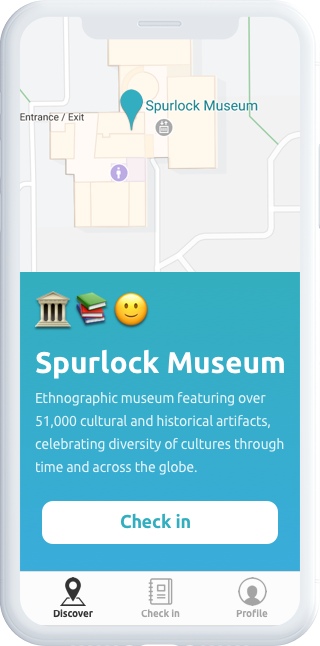 Spurlock Museum
Entrance / Exit
Spurlock Museum
Ethnographic museum featuring over
51,000 cultural and historical artifacts,
celebrating diversity of cultures through
time and across the globe.
Check in
Discover
Check In
Profile